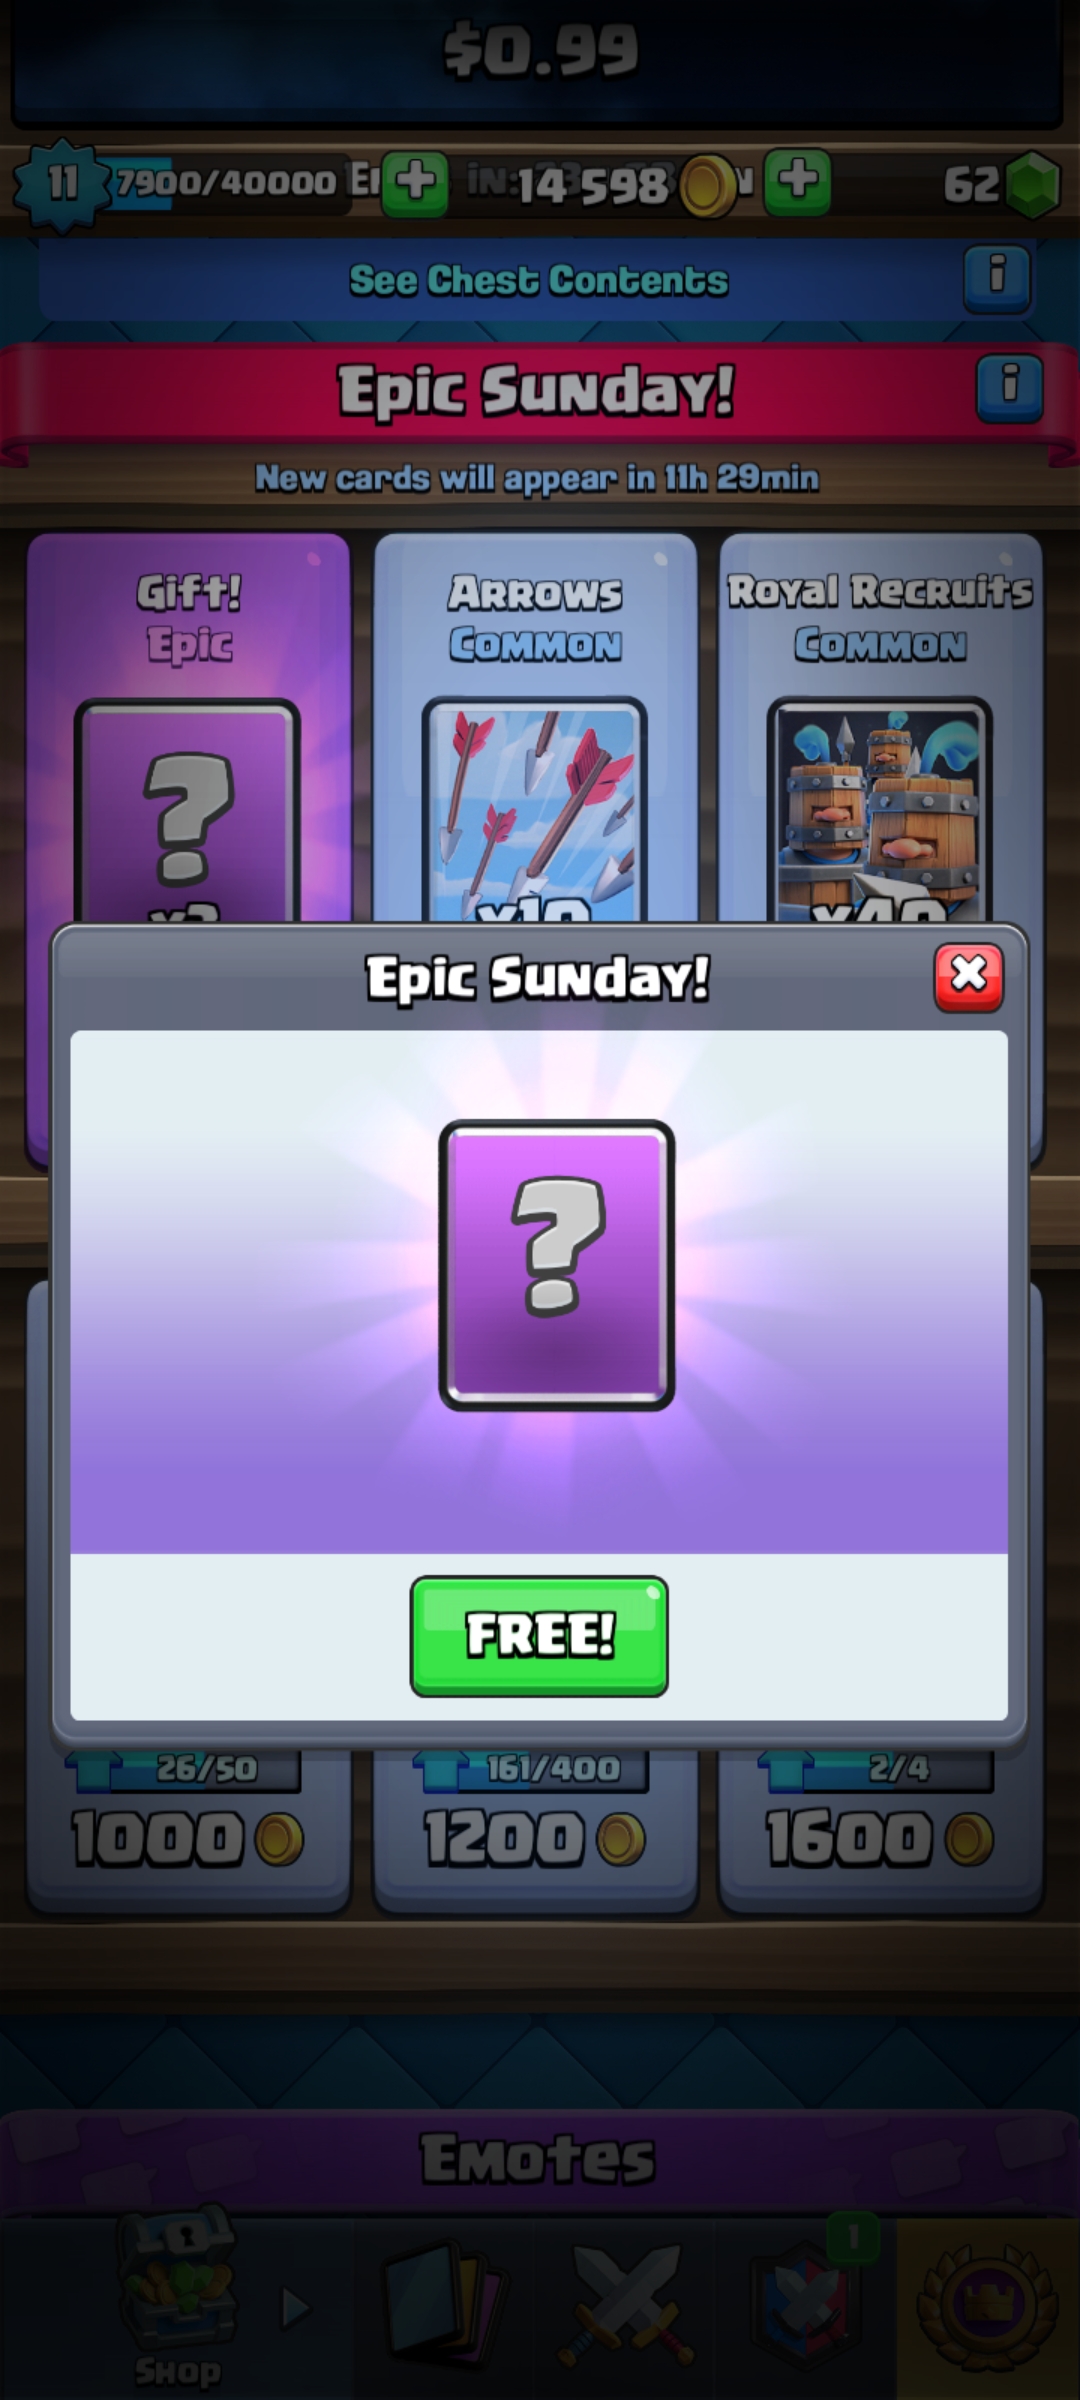 $0.99
11
7900/40000
14 598
62
See Chest Contents
i
Epic Sunday!
i
New cards will appear in 11h 29min
Gift!
Epic
?
Arrows
Common
x10
Royal Recruits
Common
x40
Epic Sunday!
?
FREE!
26/50
161/400
2/4
1000
1200
1600
Emotes
1
Shop